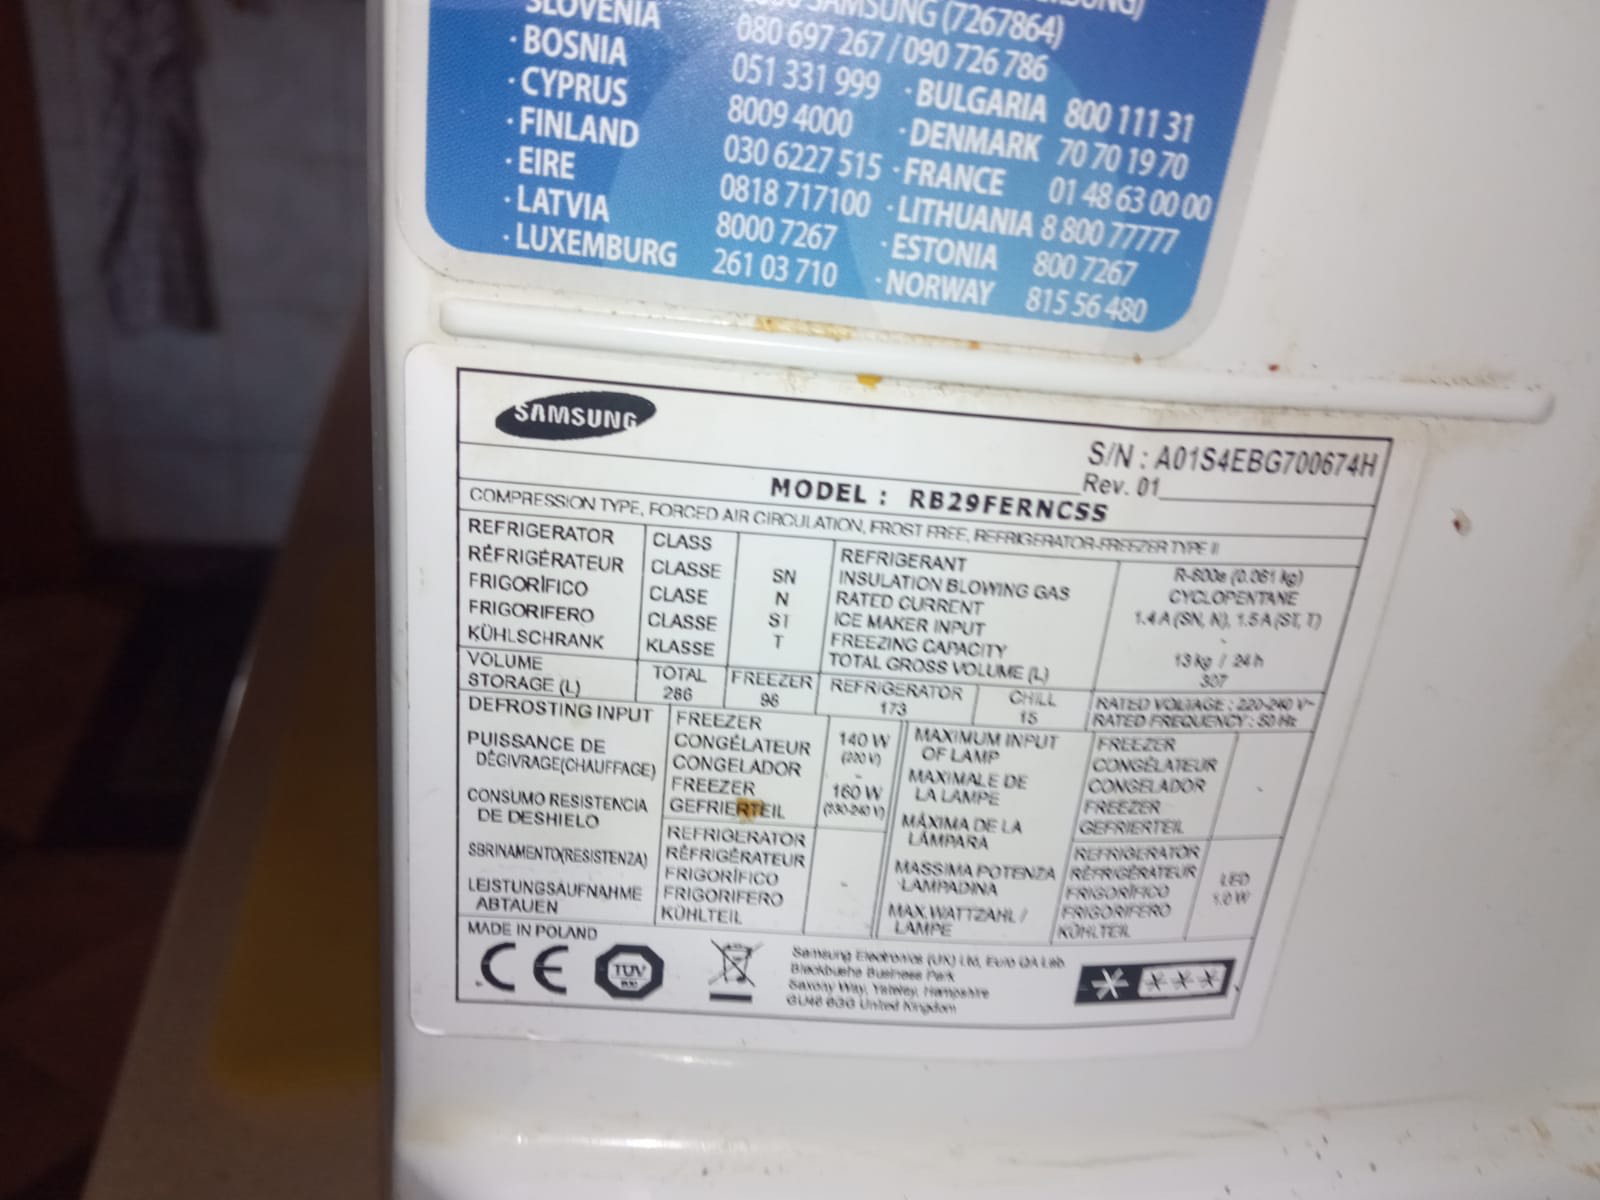 SLOVENIA 080 697 267 / 090 726 786
SAMSUNG (7267864)
· BOSNIA 051 331 999 · BULGARIA 800 111 31
· CYPRUS 8009 4000 · DENMARK 70 70 19 70
· FINLAND 030 6227 515 · FRANCE 01 48 63 00 00
· EIRE 0818 717100 · LITHUANIA 8 800 77777
· LATVIA 8000 7267 · ESTONIA 800 7267
· LUXEMBURG 261 03 710 · NORWAY 815 56 480
SAMSUNG
S/N : A01S4EBG700674H
Rev. 01
MODEL : RB29FERNCSS
COMPRESSION TYPE, FORCED AIR CIRCULATION, FROST FREE, REFRIGERATOR-FREEZER TYPE II
REFRIGERATOR CLASS
RÉFRIGÉRATEUR CLASSE
FRIGORÍFICO CLASE
FRIGORIFERO CLASSE
KÜHLSCHRANK KLASSE
SN
N
ST
T
REFRIGERANT R-600a (0.061 kg)
INSULATION BLOWING GAS CYCLOPENTANE
RATED CURRENT 1.4 A (SN, N), 1.5 A (ST, T)
ICE MAKER INPUT -
FREEZING CAPACITY 13 kg / 24 h
TOTAL GROSS VOLUME (L) 307
VOLUME
STORAGE (L)
TOTAL
286
FREEZER
98
REFRIGERATOR
173
CHILL
15
RATED VOLTAGE : 220-240 V~
RATED FREQUENCY : 50 Hz
DEFROSTING INPUT
PUISSANCE DE
DÉGIVRAGE(CHAUFFAGE)
CONSUMO RESISTENCIA
DE DESHIELO
SBRINAMENTO(RESISTENZA)
LEISTUNGSAUFNAHME
ABTAUEN
FREEZER
CONGÉLATEUR
CONGELADOR
FREEZER
GEFRIERTEIL
140 W
(220 V)
-
160 W
(230-240 V)
REFRIGERATOR
RÉFRIGÉRATEUR
FRIGORÍFICO
FRIGORIFERO
KÜHLTEIL
-
MAXIMUM INPUT
OF LAMP
MAXIMALE DE
LA LAMPE
MÁXIMA DE LA
LÁMPARA
MASSIMA POTENZA
LAMPADINA
MAX.WATTZAHL /
LAMPE
FREEZER
CONGÉLATEUR
CONGELADOR
FREEZER
GEFRIERTEIL
-
REFRIGERATOR
RÉFRIGÉRATEUR
FRIGORÍFICO
FRIGORIFERO
KÜHLTEIL
LED
1.0 W
MADE IN POLAND
CE
TÜV
Samsung Electronics (UK) Ltd, Euro QA Lab
Blackbushe Business Park
Saxony Way, Yateley, Hampshire
GU46 6GG United Kingdom